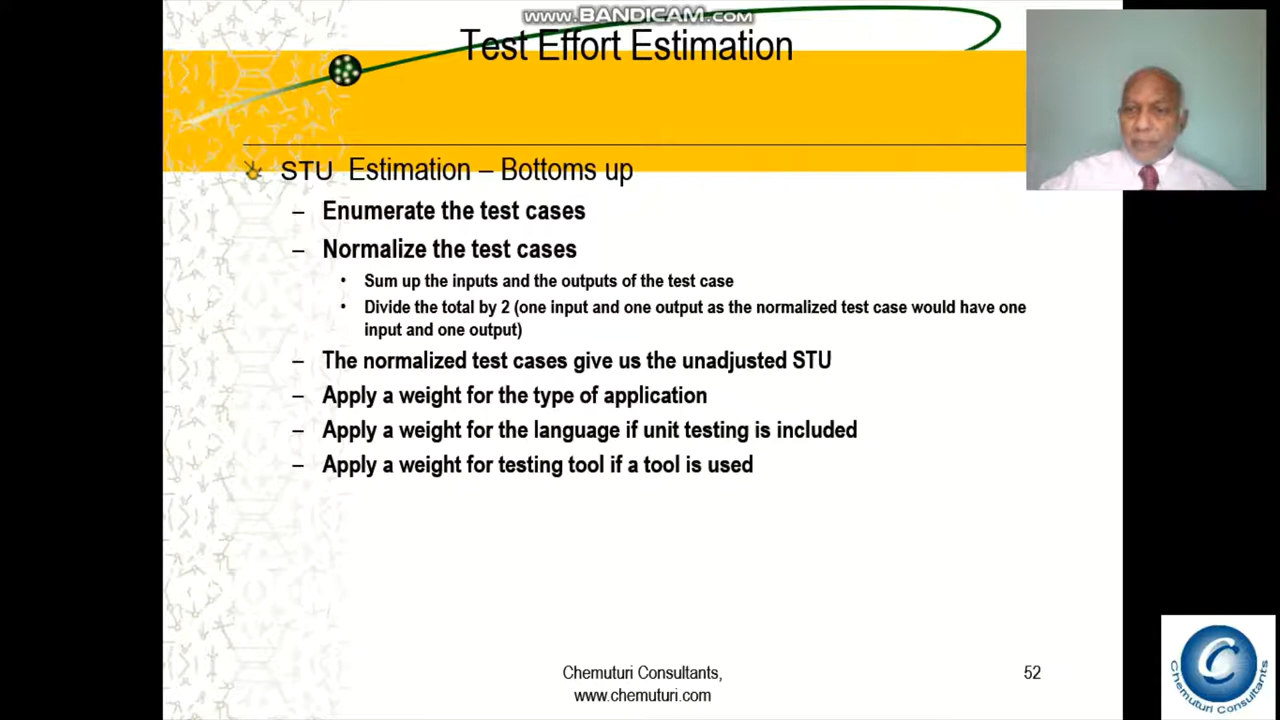 www.BANDICAM.com
Test Effort Estimation
STU Estimation – Bottoms up
– Enumerate the test cases
– Normalize the test cases
• Sum up the inputs and the outputs of the test case
• Divide the total by 2 (one input and one output as the normalized test case would have one
input and one output)
– The normalized test cases give us the unadjusted STU
– Apply a weight for the type of application
– Apply a weight for the language if unit testing is included
– Apply a weight for testing tool if a tool is used
Chemuturi Consultants,
www.chemuturi.com
52
C
Chemuturi Consultants